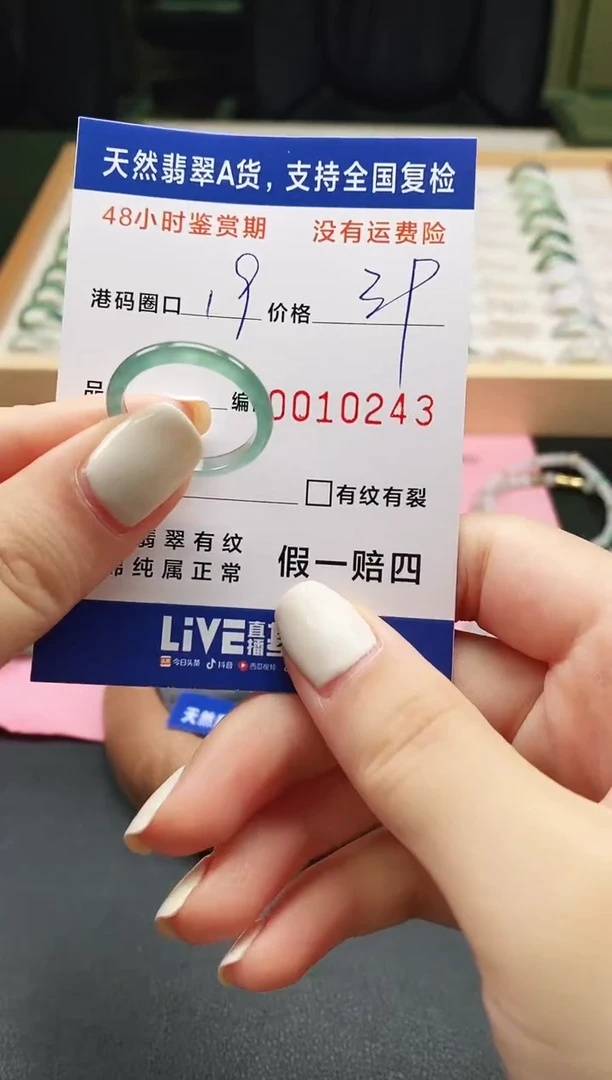 天然翡翠A货，支持全国复检
48小时鉴赏期 没有运费险
港码圈口 19 价格
品 编 0010243
□有纹有裂
翡翠有纹
纯属正常
假一赔四
LiVE直播
今日头条 抖音 西瓜视频
天然